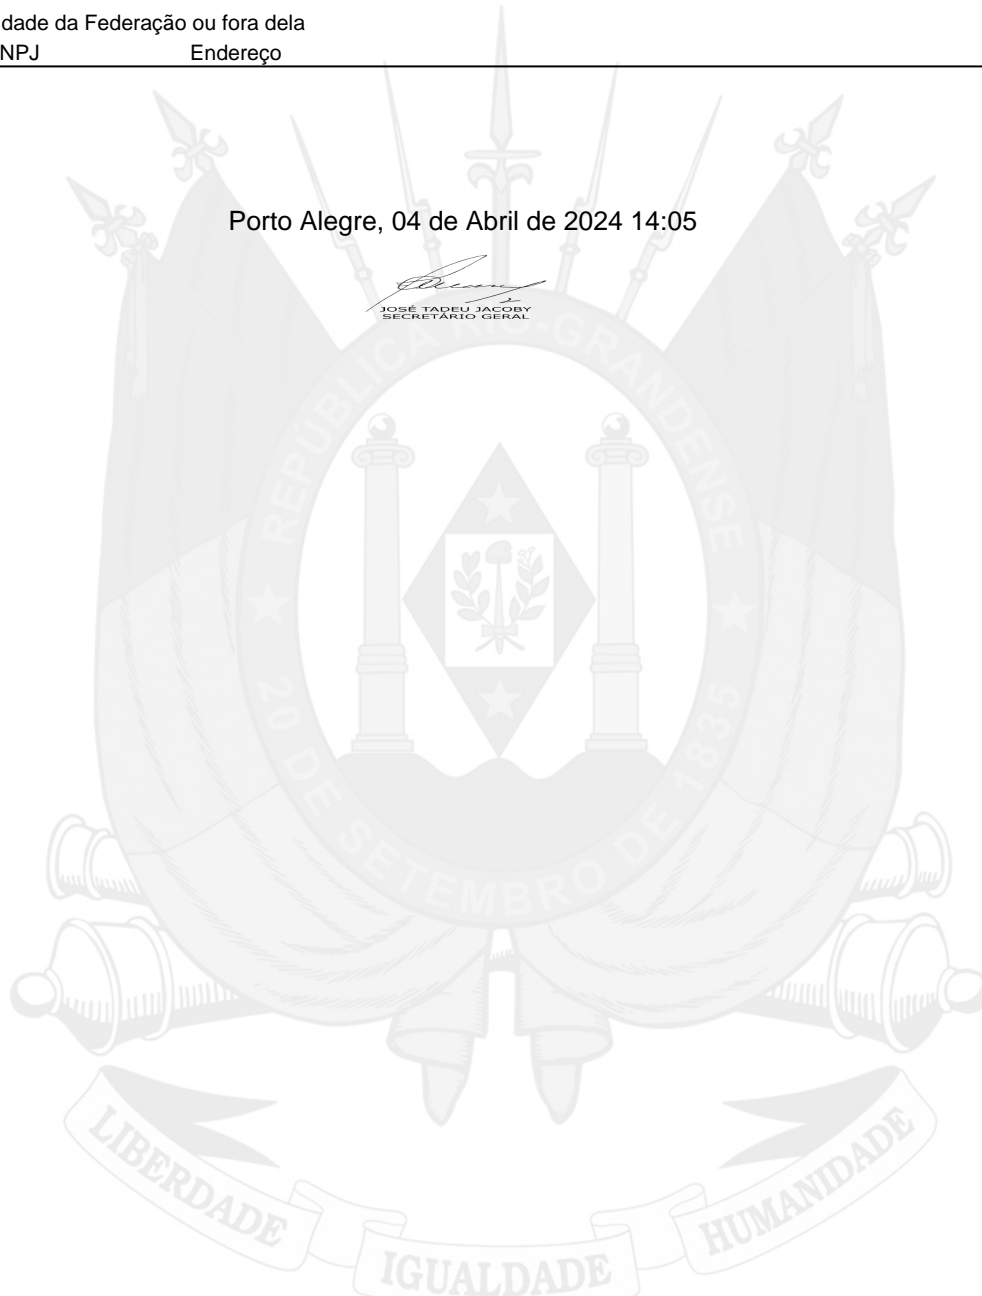 dade da Federação ou fora dela
NPJ Endereço
Porto Alegre, 04 de Abril de 2024 14:05
JOSÉ TADEU JACOBY
SECRETÁRIO GERAL
REPÚBLICA RIO-GRANDENSE
20 DE SETEMBRO DE 1835
LIBERDADE
IGUALDADE
HUMANIDADE